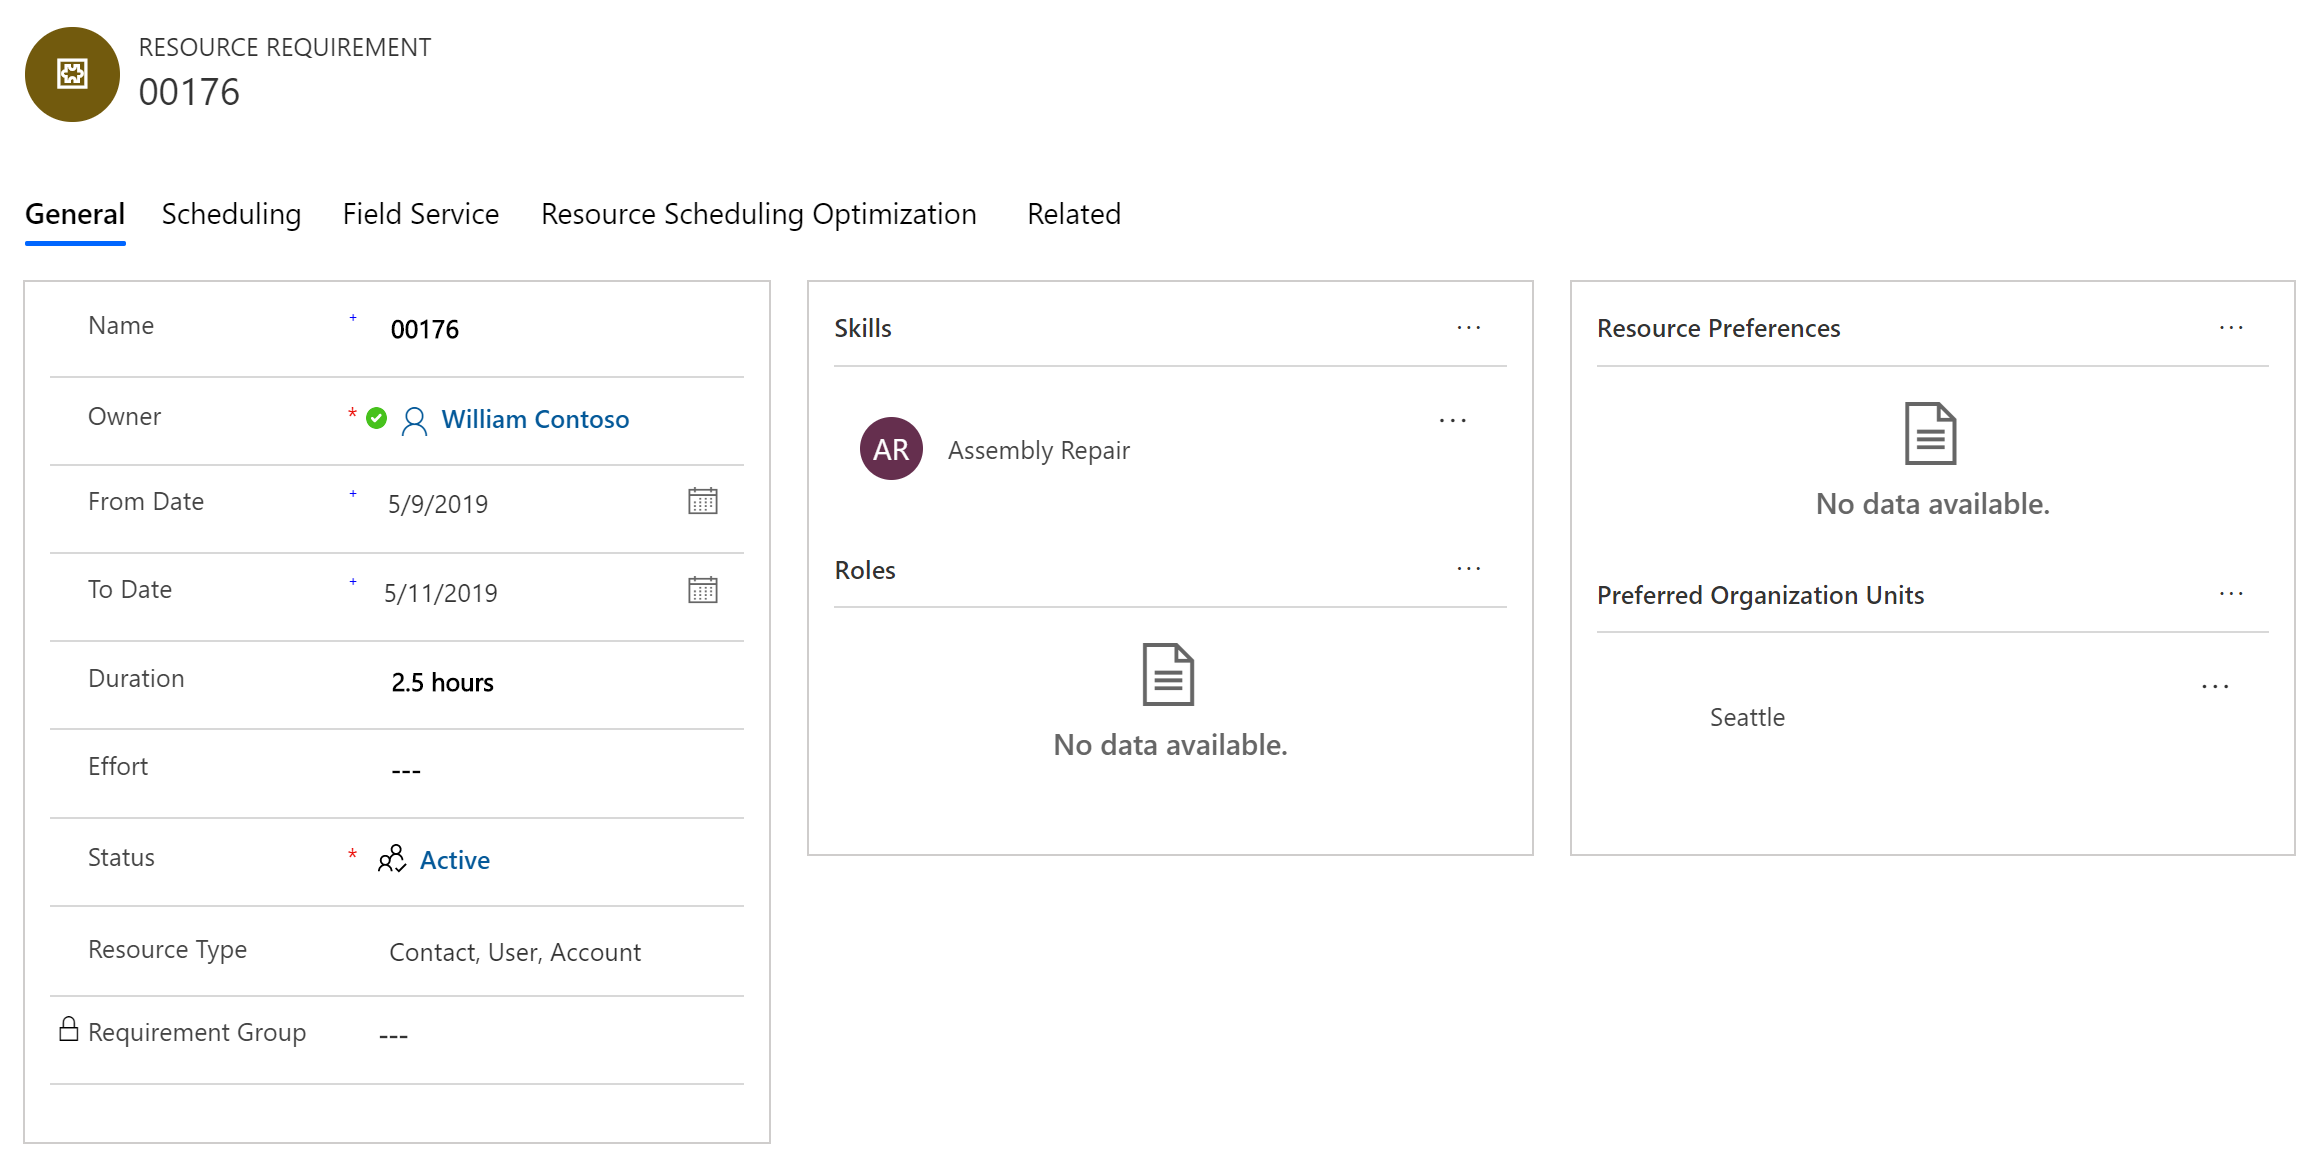 RESOURCE REQUIREMENT
00176
General Scheduling Field Service Resource Scheduling Optimization Related
Name + 00176
Owner * William Contoso
From Date + 5/9/2019
To Date + 5/11/2019
Duration 2.5 hours
Effort ---
Status * Active
Resource Type Contact, User, Account
Requirement Group ---
Skills ...
AR Assembly Repair ...
Roles ...
No data available.
Resource Preferences ...
No data available.
Preferred Organization Units ...
...
Seattle